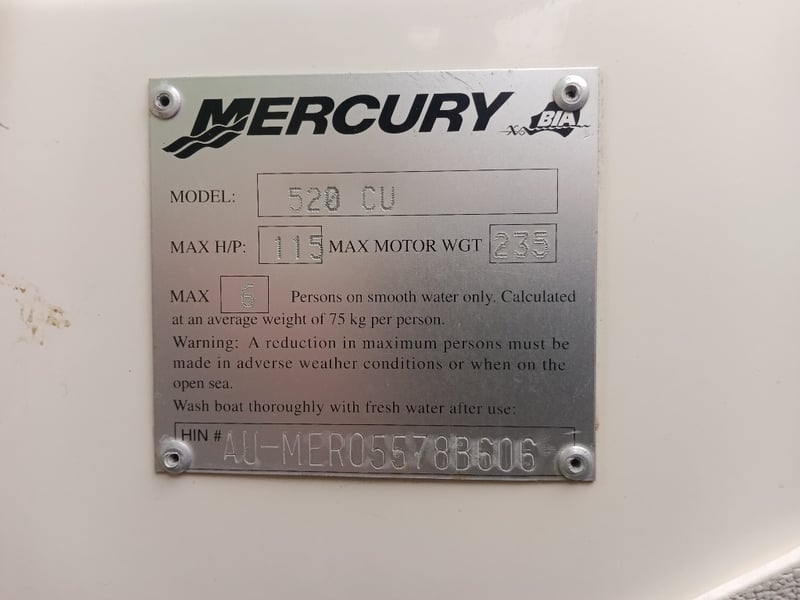 MERCURY
BIA
MODEL: 520 CU
MAX H/P: 115 MAX MOTOR WGT 235
MAX 6 Persons on smooth water only. Calculated
at an average weight of 75 kg per person.
Warning: A reduction in maximum persons must be
made in adverse weather conditions or when on the
open sea.
Wash boat thoroughly with fresh water after use:
HIN # AU-MER05578B606